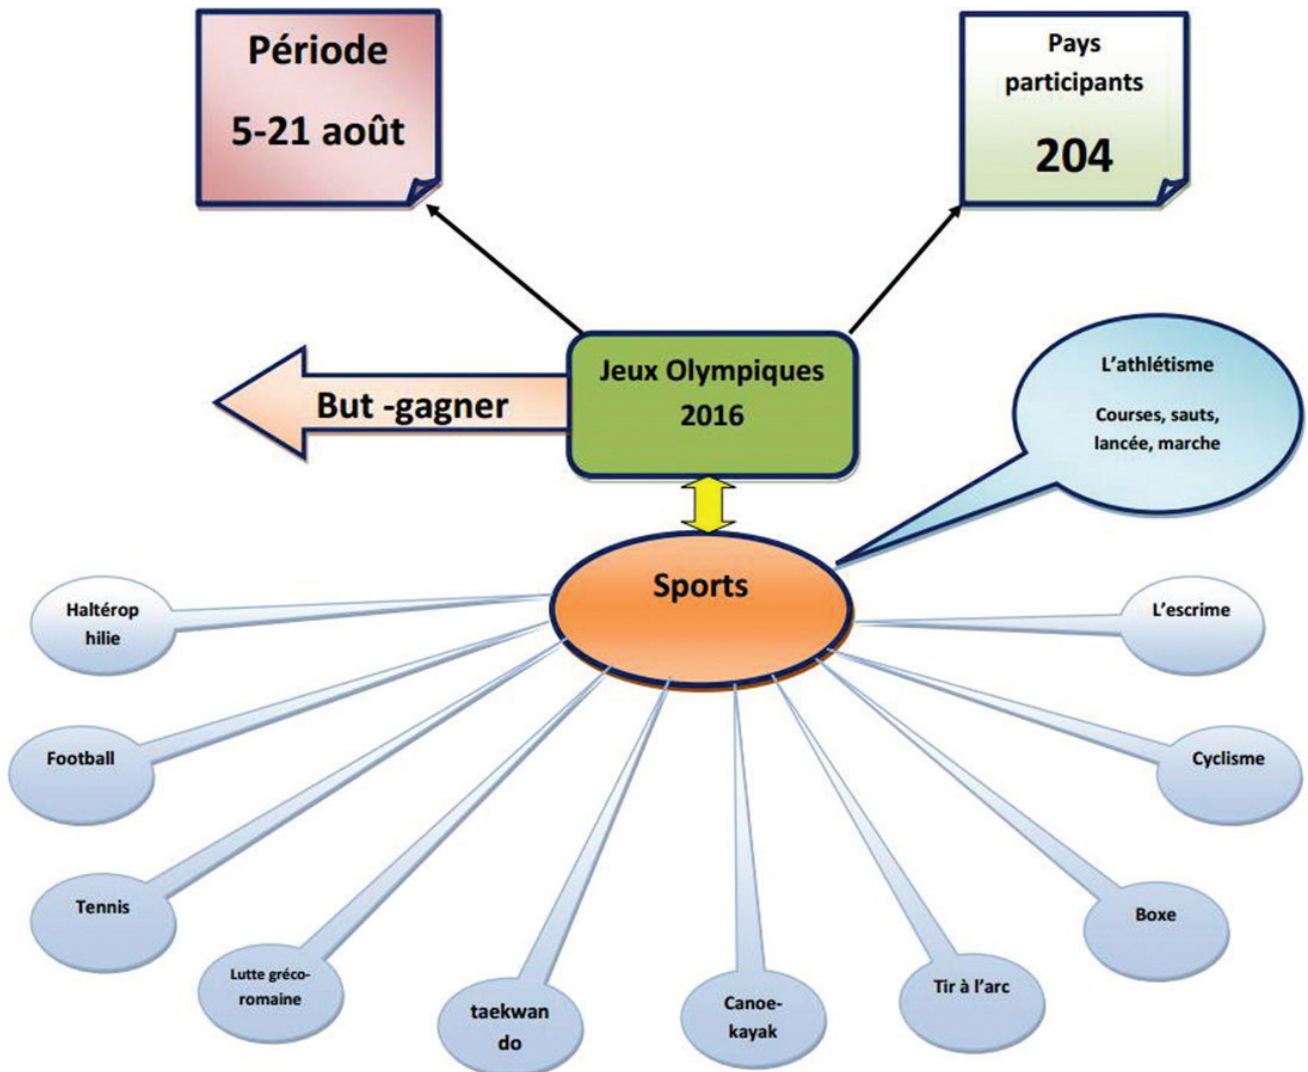 Période
5-21 août
Pays
participants
204
But -gagner
Jeux Olympiques
2016
L'athlétisme
Courses, sauts,
lancée, marche
Sports
Haltérop
hilie
L'escrime
Football
Cyclisme
Tennis
Boxe
Lutte gréco-
romaine
taekwan
do
Canoe-
kayak
Tir à l'arc